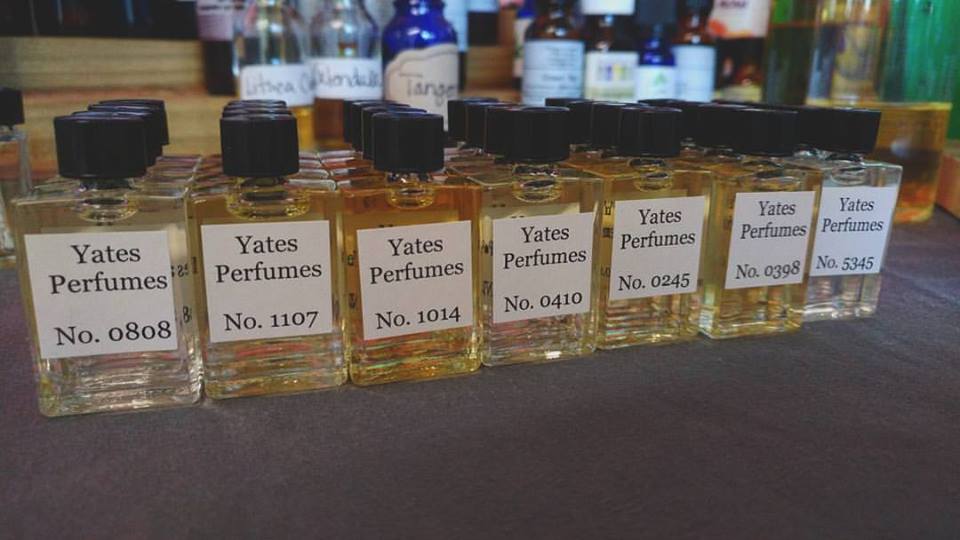 Litsea
Calendula
Tange
Yates
Perfumes
No. 0808
Yates
Perfumes
No. 1107
Yates
Perfumes
No. 1014
Yates
Perfumes
No. 0410
Yates
Perfumes
No. 0245
Yates
Perfumes
No. 0398
Yates
Perfumes
No. 5345